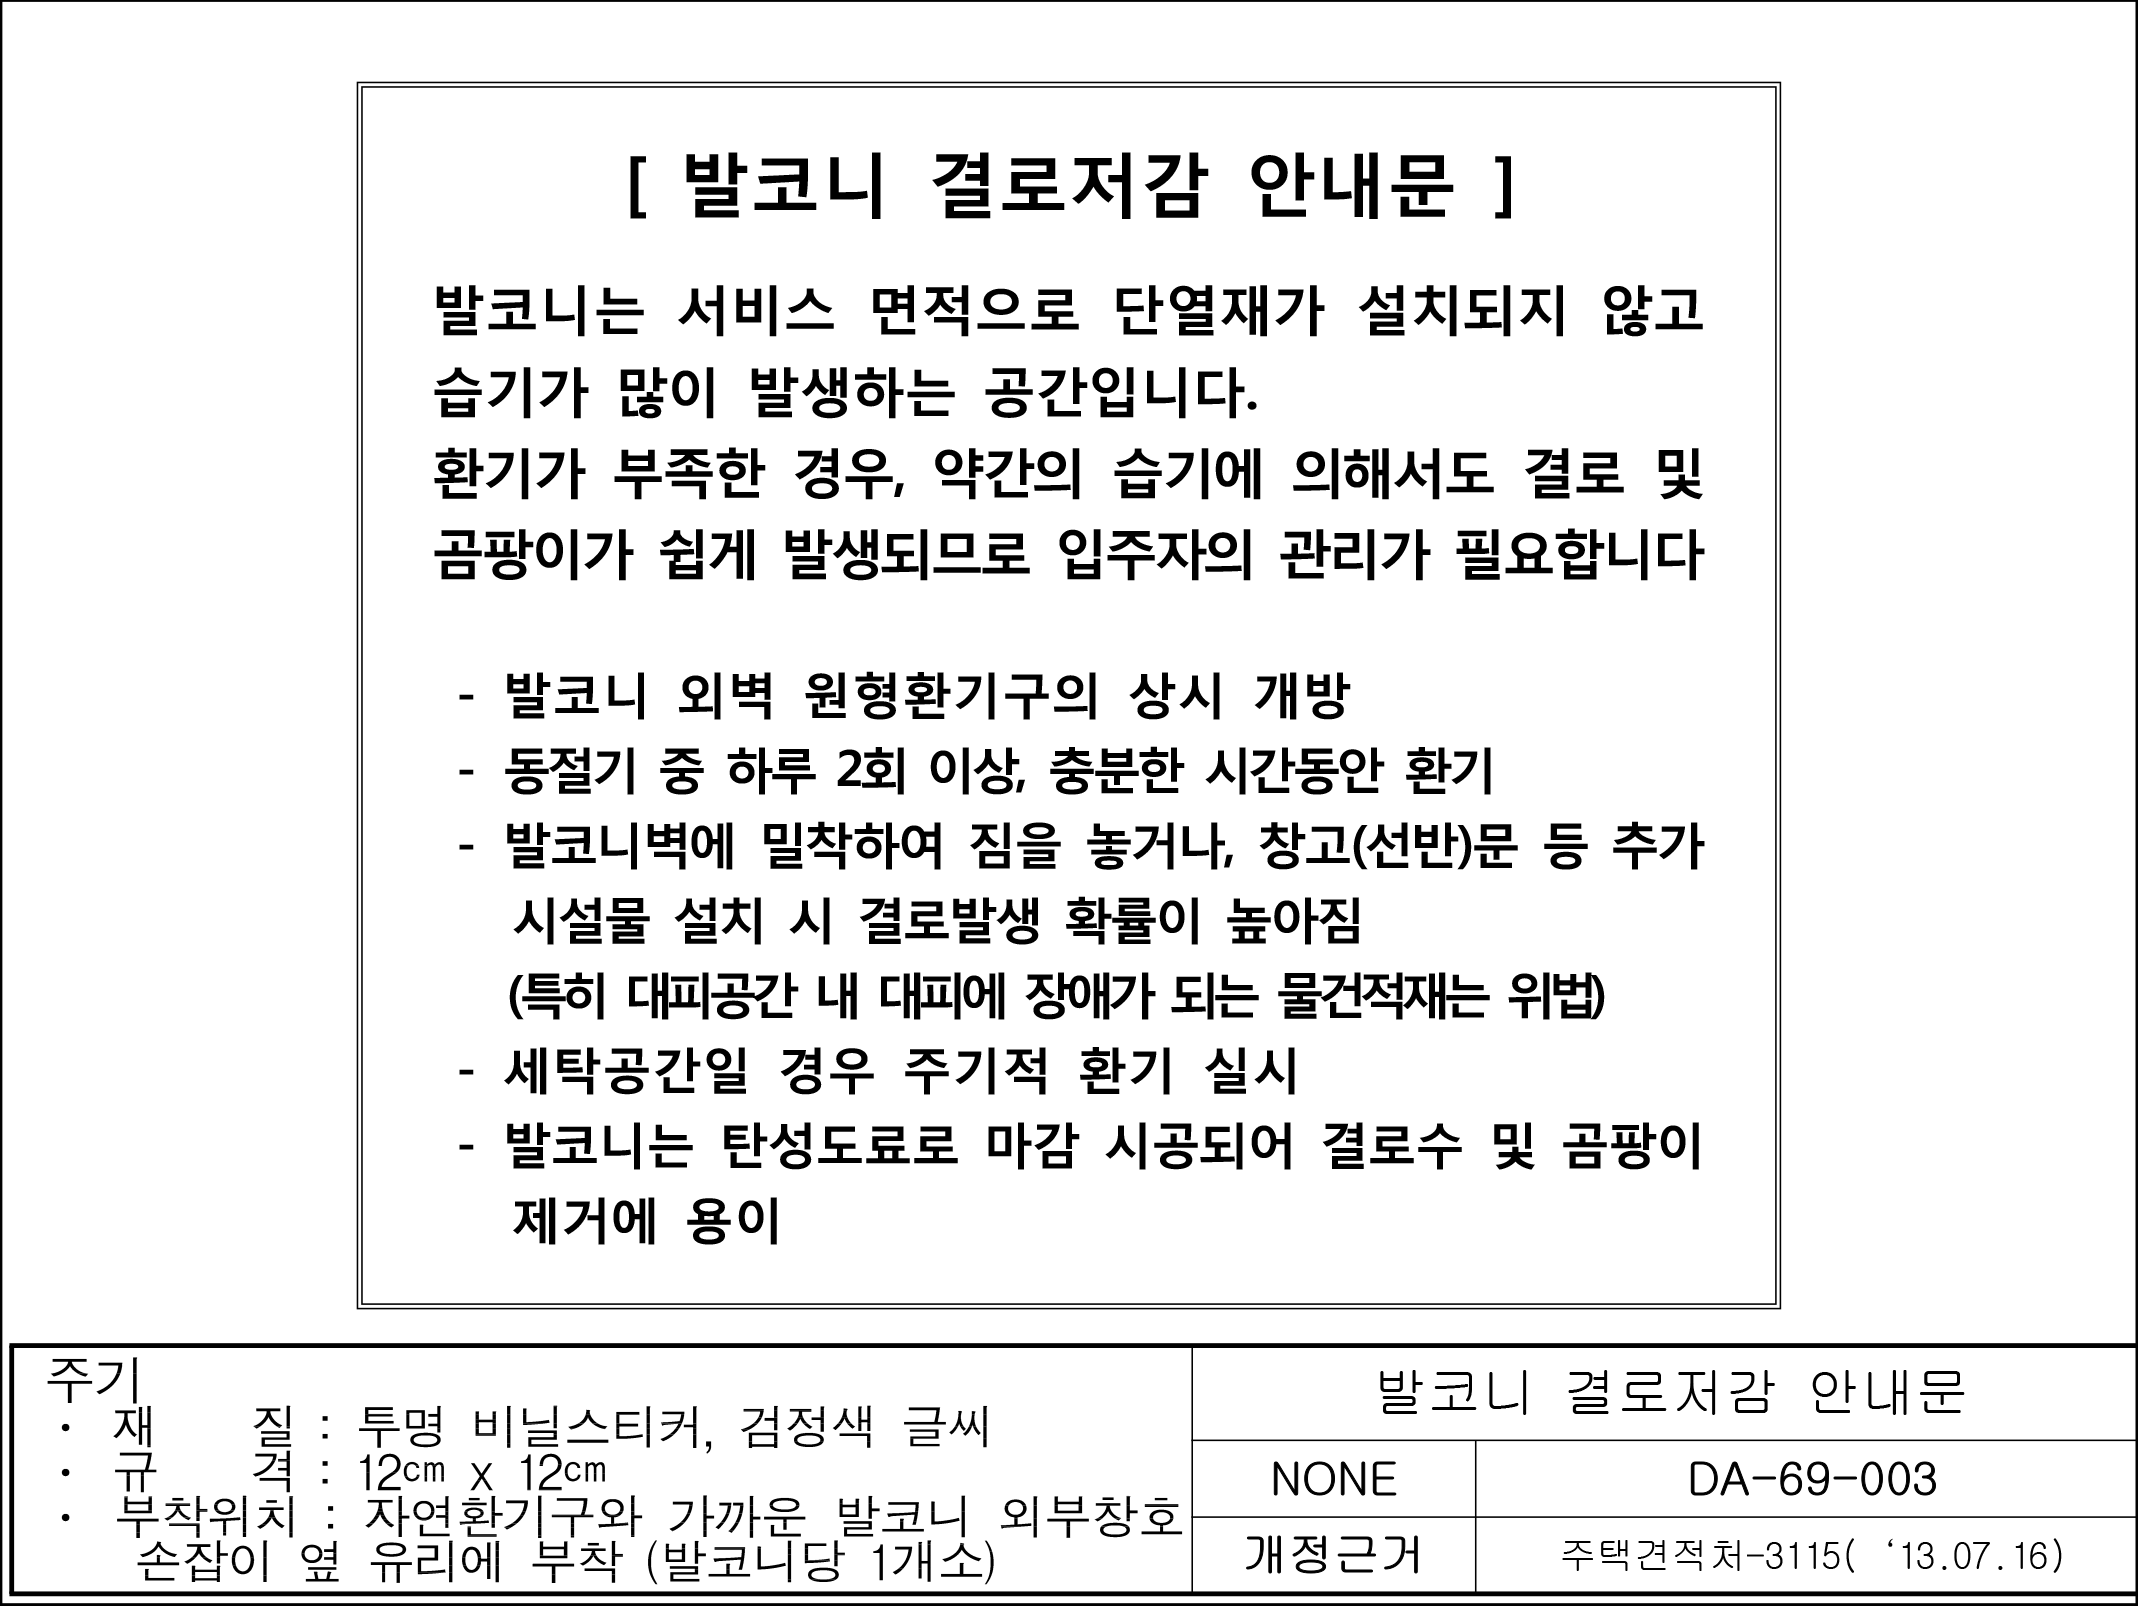 [ 발코니 결로저감 안내문 ]
발코니는 서비스 면적으로 단열재가 설치되지 않고
습기가 많이 발생하는 공간입니다.
환기가 부족한 경우, 약간의 습기에 의해서도 결로 및
곰팡이가 쉽게 발생되므로 입주자의 관리가 필요합니다
- 발코니 외벽 원형환기구의 상시 개방
- 동절기 중 하루 2회 이상, 충분한 시간동안 환기
- 발코니벽에 밀착하여 짐을 놓거나, 창고(선반)문 등 추가
시설물 설치 시 결로발생 확률이 높아짐
(특히 대피공간 내 대피에 장애가 되는 물건적재는 위법)
- 세탁공간일 경우 주기적 환기 실시
- 발코니는 탄성도료로 마감 시공되어 결로수 및 곰팡이
제거에 용이
주기
· 재 질 : 투명 비닐스티커, 검정색 글씨
· 규 격 : 12㎝ x 12㎝
· 부착위치 : 자연환기구와 가까운 발코니 외부창호
손잡이 옆 유리에 부착 (발코니당 1개소)
발코니 결로저감 안내문
NONE DA-69-003
개정근거 주택견적처-3115( ‘13.07.16)